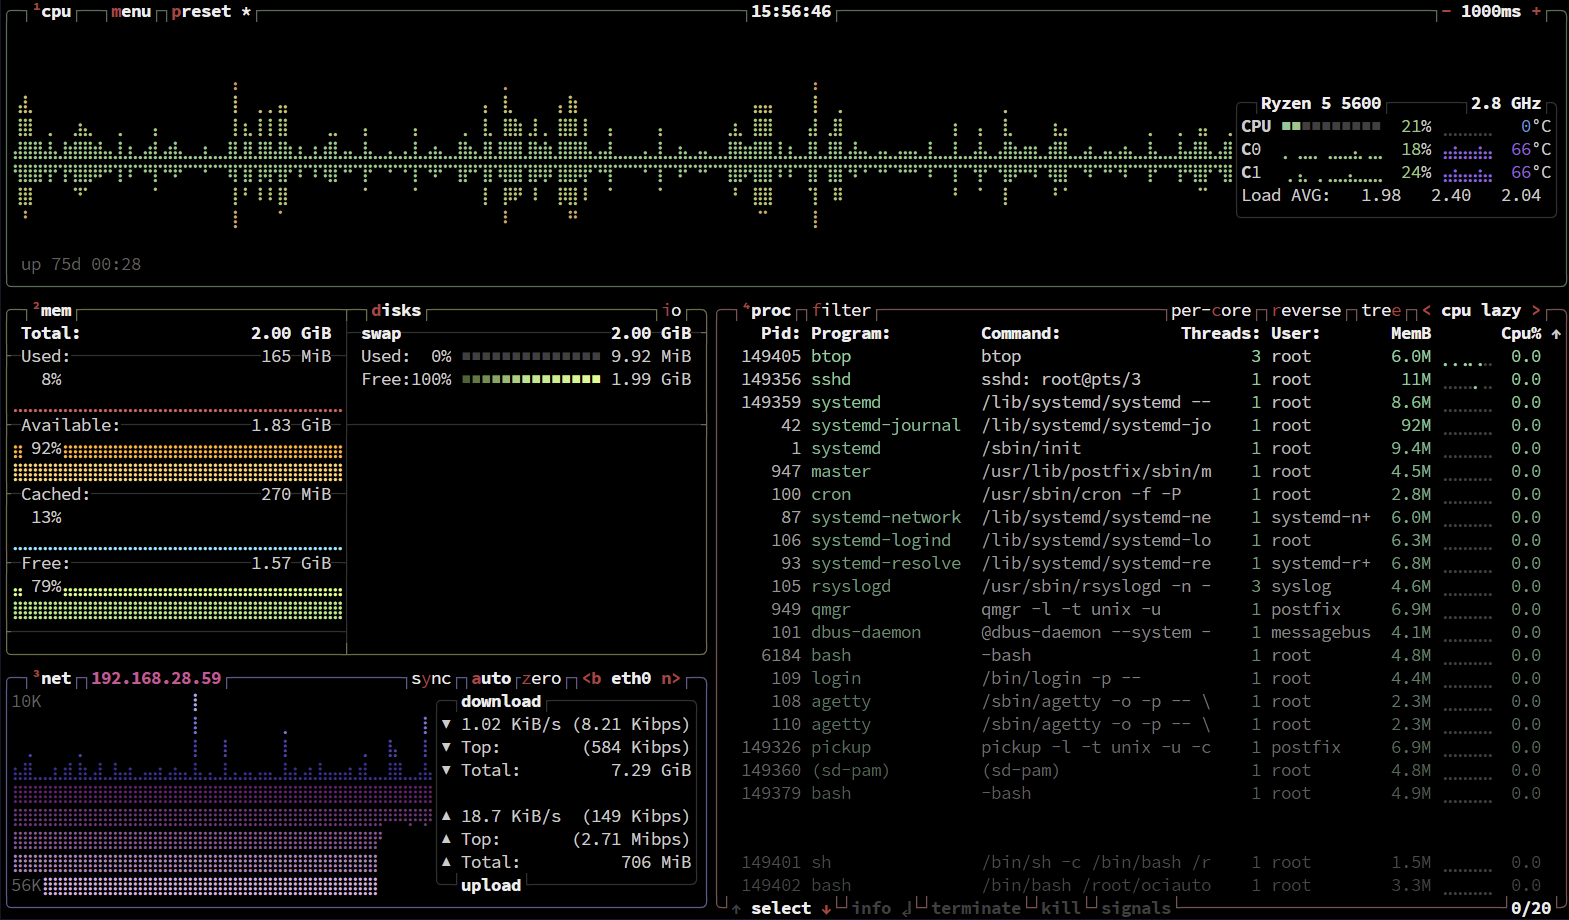 ¹cpu menu preset * 15:56:46 - 1000ms +
Ryzen 5 5600 2.8 GHz
CPU 21% 0°C
C0 18% 66°C
C1 24% 66°C
Load AVG: 1.98 2.40 2.04
up 75d 00:28
²mem disks io
Total: 2.00 GiB
Used: 165 MiB
8%
Available: 1.83 GiB
92%
Cached: 270 MiB
13%
Free: 1.57 GiB
79%
swap 2.00 GiB
Used: 0% 9.92 MiB
Free:100% 1.99 GiB
³net 192.168.28.59 sync auto zero <b eth0 n>
10K
56K
download
▼ 1.02 KiB/s (8.21 Kibps)
▼ Top: (584 Kibps)
▼ Total: 7.29 GiB
▲ 18.7 KiB/s (149 Kibps)
▲ Top: (2.71 Mibps)
▲ Total: 706 MiB
upload
⁴proc filter per-core reverse tree < cpu lazy >
Pid: Program: Command: Threads: User: MemB Cpu% ↑
149405 btop btop 3 root 6.0M 0.0
149356 sshd sshd: root@pts/3 1 root 11M 0.0
149359 systemd /lib/systemd/systemd -- 1 root 8.6M 0.0
42 systemd-journal /lib/systemd/systemd-jo 1 root 92M 0.0
1 systemd /sbin/init 1 root 9.4M 0.0
947 master /usr/lib/postfix/sbin/m 1 root 4.5M 0.0
100 cron /usr/sbin/cron -f -P 1 root 2.8M 0.0
87 systemd-network /lib/systemd/systemd-ne 1 systemd-n+ 6.0M 0.0
106 systemd-logind /lib/systemd/systemd-lo 1 root 6.3M 0.0
93 systemd-resolve /lib/systemd/systemd-re 1 systemd-r+ 6.8M 0.0
105 rsyslogd /usr/sbin/rsyslogd -n - 3 syslog 4.6M 0.0
949 qmgr qmgr -l -t unix -u 1 postfix 6.9M 0.0
101 dbus-daemon @dbus-daemon --system - 1 messagebus 4.1M 0.0
6184 bash -bash 1 root 4.8M 0.0
109 login /bin/login -p -- 1 root 4.4M 0.0
108 agetty /sbin/agetty -o -p -- \ 1 root 2.3M 0.0
110 agetty /sbin/agetty -o -p -- \ 1 root 2.3M 0.0
149326 pickup pickup -l -t unix -u -c 1 postfix 6.9M 0.0
149360 (sd-pam) (sd-pam) 1 root 4.8M 0.0
149379 bash -bash 1 root 4.9M 0.0
149401 sh /bin/sh -c /bin/bash /r 1 root 1.5M 0.0
149402 bash /bin/bash /root/ociauto 1 root 3.3M 0.0
↑ select ↓ info ↲ terminate kill signals 0/20